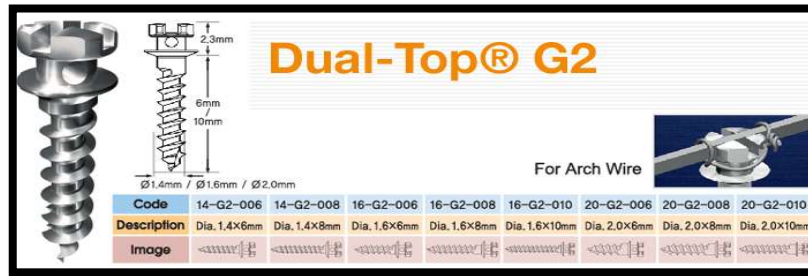 Dual-Top® G2
2.3mm
6mm
/
10mm
Ø1.4mm / Ø1.6mm / Ø2.0mm
For Arch Wire
Code 14-G2-006 14-G2-008 16-G2-006 16-G2-008 16-G2-010 20-G2-006 20-G2-008 20-G2-010
Description Dia. 1.4×6mm Dia. 1.4×8mm Dia. 1.6×6mm Dia. 1.6×8mm Dia. 1.6×10mm Dia. 2.0×6mm Dia. 2.0×8mm Dia. 2.0×10mm
Image